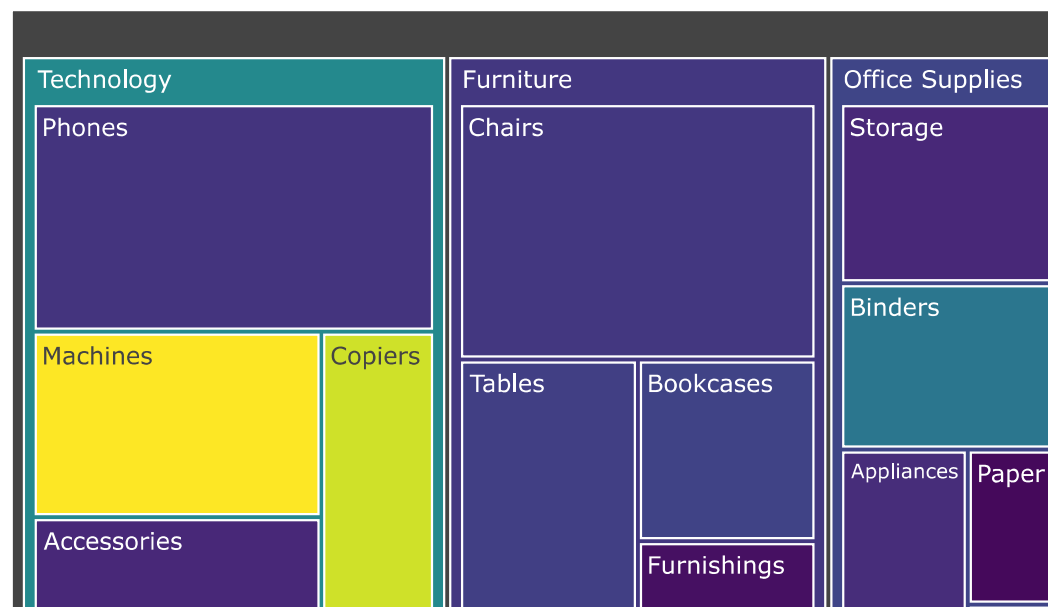 Technology
Phones
Machines
Copiers
Accessories
Furniture
Chairs
Tables
Bookcases
Furnishings
Office Supplies
Storage
Binders
Appliances
Paper